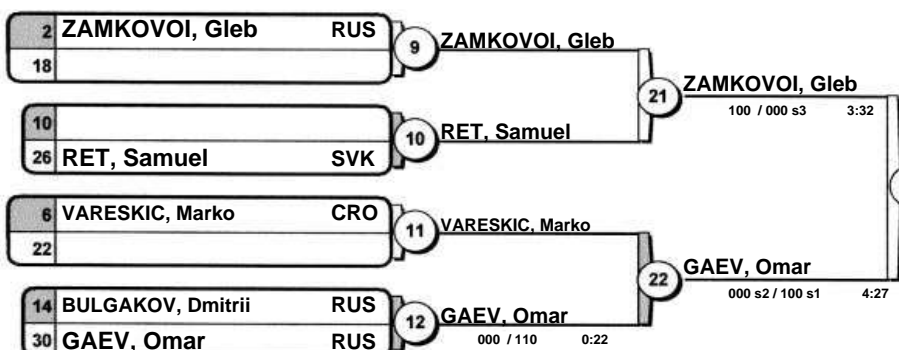 2 ZAMKOVOI, Gleb RUS
18
9
ZAMKOVOI, Gleb
10
26 RET, Samuel SVK
10
RET, Samuel
21
ZAMKOVOI, Gleb
100 / 000 s3 3:32
6 VARESKIC, Marko CRO
22
11
VARESKIC, Marko
14 BULGAKOV, Dmitrii RUS
30 GAEV, Omar RUS
12
GAEV, Omar
000 / 110 0:22
22
GAEV, Omar
000 s2 / 100 s1 4:27